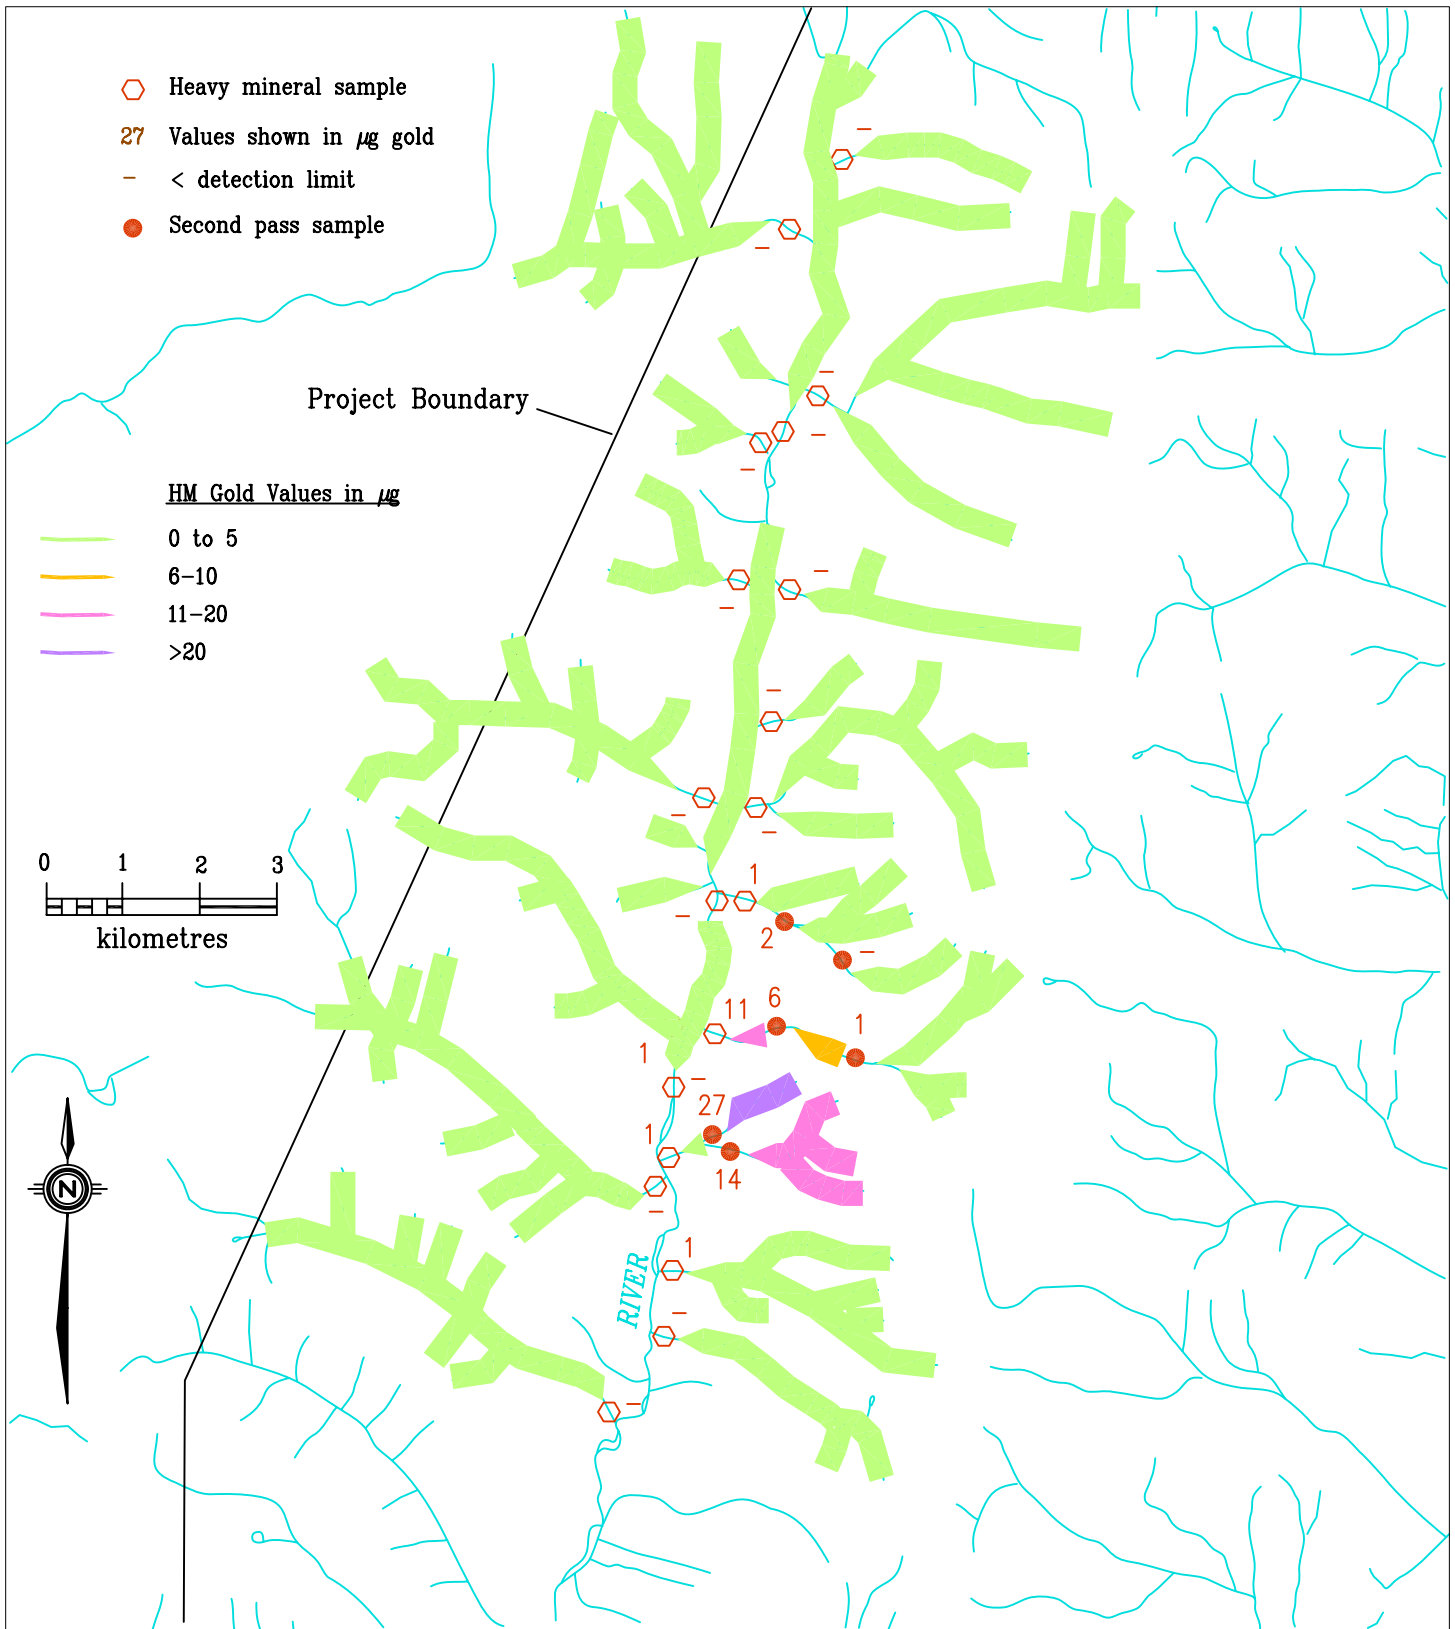 Heavy mineral sample
27 Values shown in µg gold
– < detection limit
Second pass sample
–
–
–
Project Boundary
–
–
HM Gold Values in µg
0 to 5
6–10
11–20
>20
–
–
–
–
–
0 1 2 3
kilometres
1
–
2
–
11
6
1
1
–
27
1
14
–
N
1
RIVER
–
–